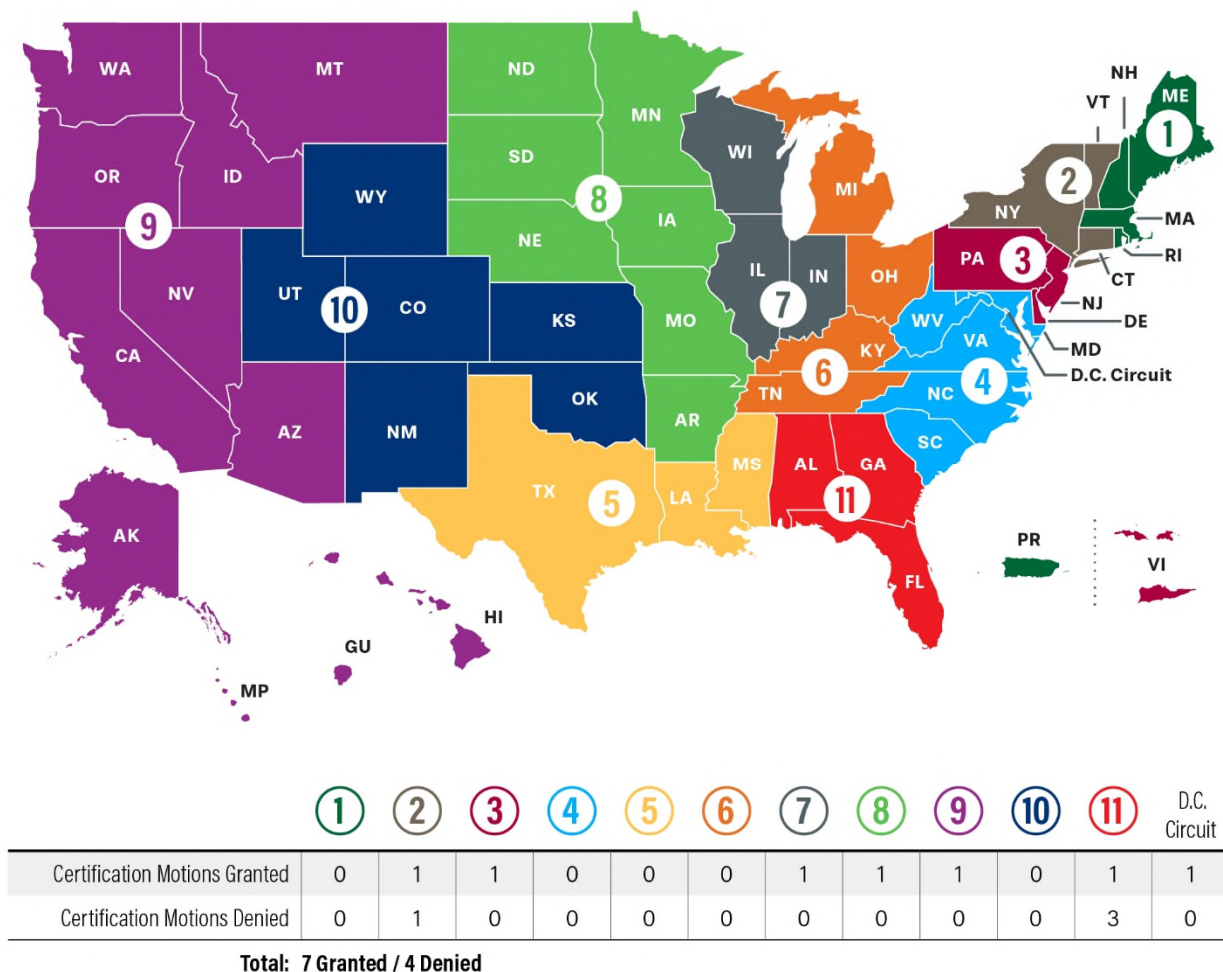 NH
WA
MT
ND
VT
ME
MN
1
OR
ID
SD
WI
2
WY
8
MI
MA
9
IA
NY
NE
PA
3
RI
IL
IN
OH
CT
NV
UT
10
CO
7
NJ
WV
KS
MO
VA
DE
CA
KY
MD
6
4
D.C. Circuit
TN
NC
OK
AR
AZ
NM
SC
MS
AL
GA
TX
5
LA
11
AK
PR
VI
FL
HI
GU
MP
1 2 3 4 5 6 7 8 9 10 11 D.C. Circuit
Certification Motions Granted 0 1 1 0 0 0 1 1 1 0 1 1
Certification Motions Denied 0 1 0 0 0 0 0 0 0 0 3 0
Total: 7 Granted / 4 Denied